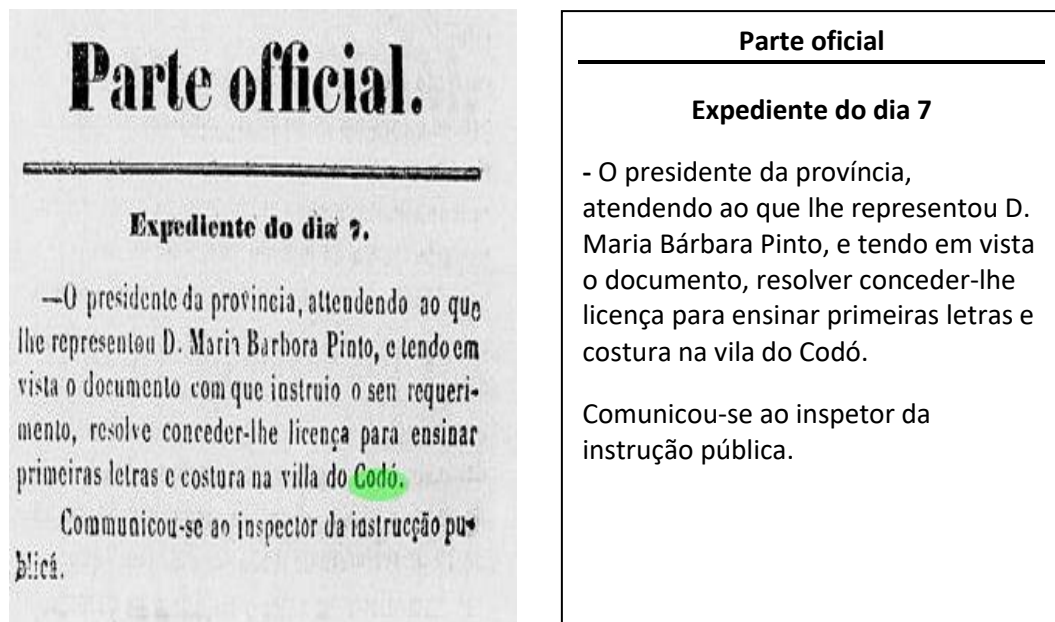 Parte official.
Expediente do dia 7.
—O presidente da provincia, attendendo ao que
lhe representou D. Maria Barbora Pinto, e tendo em
vista o documento com que instruio o seu requeri-
mento, resolve conceder-lhe licença para ensinar
primeiras letras e costura na villa do Codó.
Communicou-se ao inspector da instrucção pu-
blicá.
Parte oficial
Expediente do dia 7
- O presidente da província,
atendendo ao que lhe representou D.
Maria Bárbara Pinto, e tendo em vista
o documento, resolver conceder-lhe
licença para ensinar primeiras letras e
costura na vila do Codó.
Comunicou-se ao inspetor da
instrução pública.